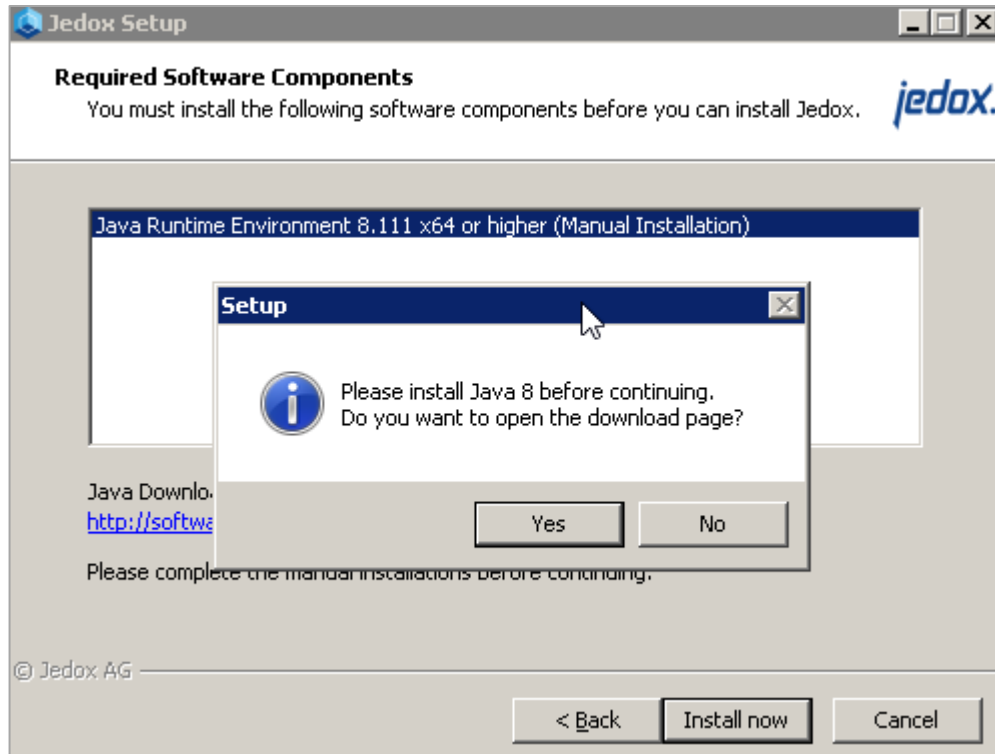 Jedox Setup
Required Software Components
You must install the following software components before you can install Jedox.
jedox.
Java Runtime Environment 8.111 x64 or higher (Manual Installation)
Setup
Please install Java 8 before continuing.
Do you want to open the download page?
Yes
No
Java Downlo
http://softwa
Please complete the manual installations before continuing.
© Jedox AG
< Back
Install now
Cancel